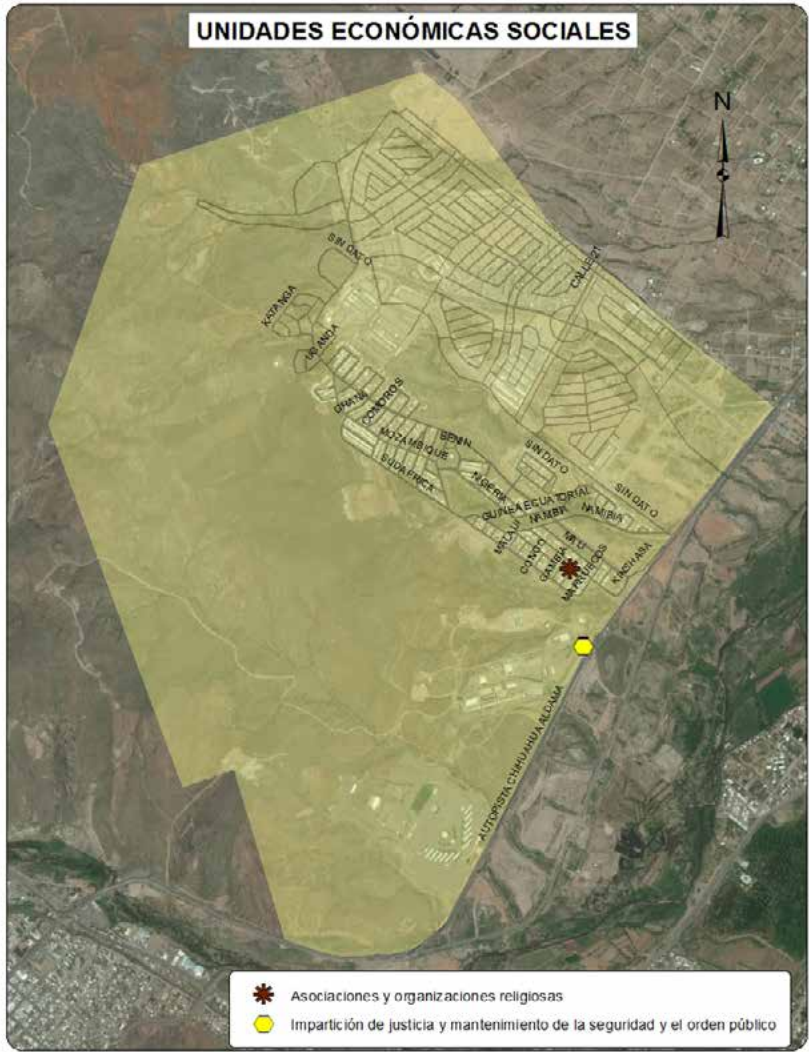 UNIDADES ECONÓMICAS SOCIALES
N
SIN DATO
CALLE 21
KATANGA
UGANDA
GHANA
COMOROS
MOZAMBIQUE
BENIN
SUDAFRICA
SIN DATO
NIGERIA
SIN DATO
GUINEA ECUATORIAL
NAMIBIA
NAMIBIA
MATADI
CONGO
GAMBIA
MARRUECOS
KINSHASA
AUTOPISTA CHIHUAHUA ALDAMA
Asociaciones y organizaciones religiosas
Impartición de justicia y mantenimiento de la seguridad y el orden público